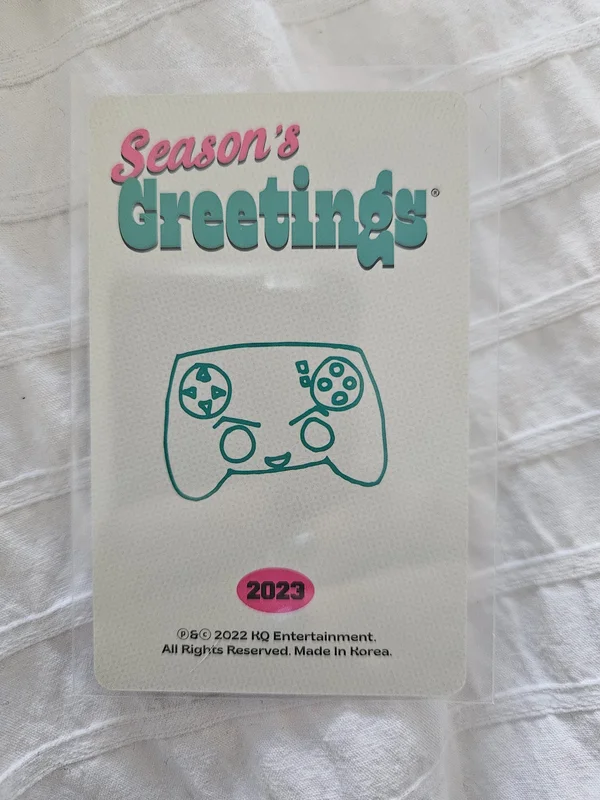 Season's
Greetings®
2023
℗&© 2022 KQ Entertainment.
All Rights Reserved. Made In Korea.